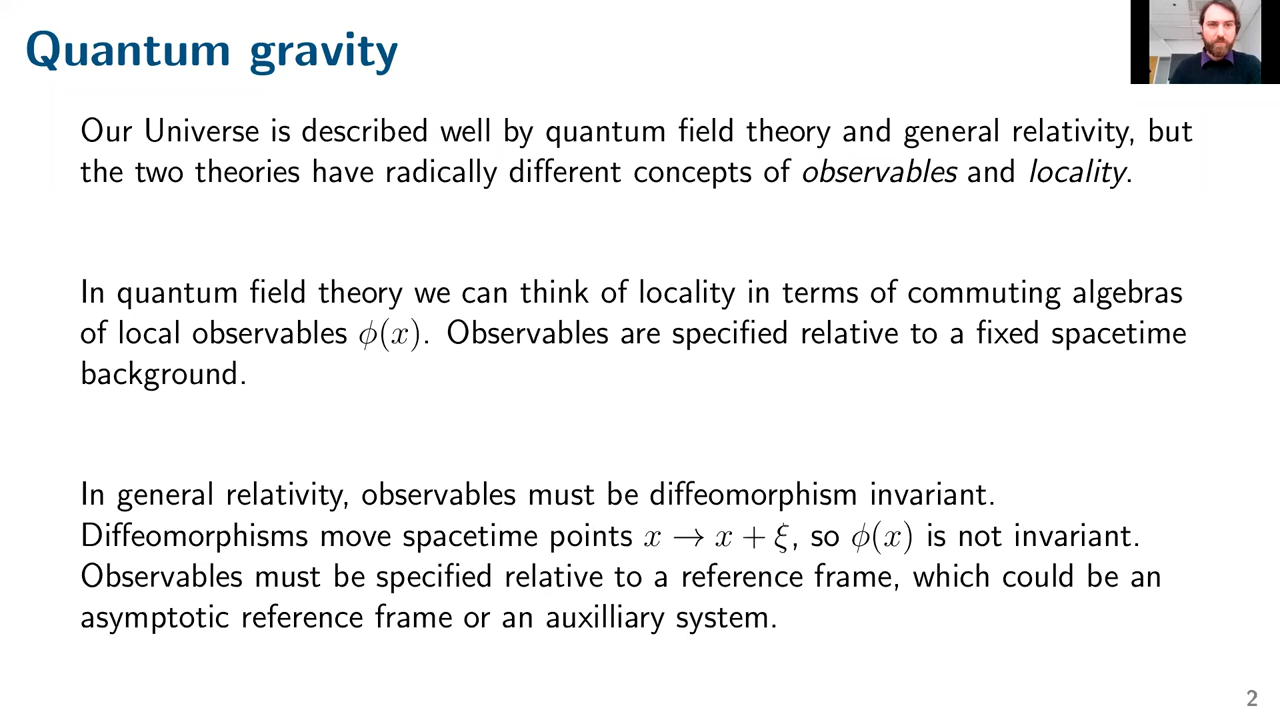 Quantum gravity
Our Universe is described well by quantum field theory and general relativity, but
the two theories have radically different concepts of observables and locality.
In quantum field theory we can think of locality in terms of commuting algebras
of local observables ϕ(x). Observables are specified relative to a fixed spacetime
background.
In general relativity, observables must be diffeomorphism invariant.
Diffeomorphisms move spacetime points x → x + ξ, so ϕ(x) is not invariant.
Observables must be specified relative to a reference frame, which could be an
asymptotic reference frame or an auxilliary system.
2